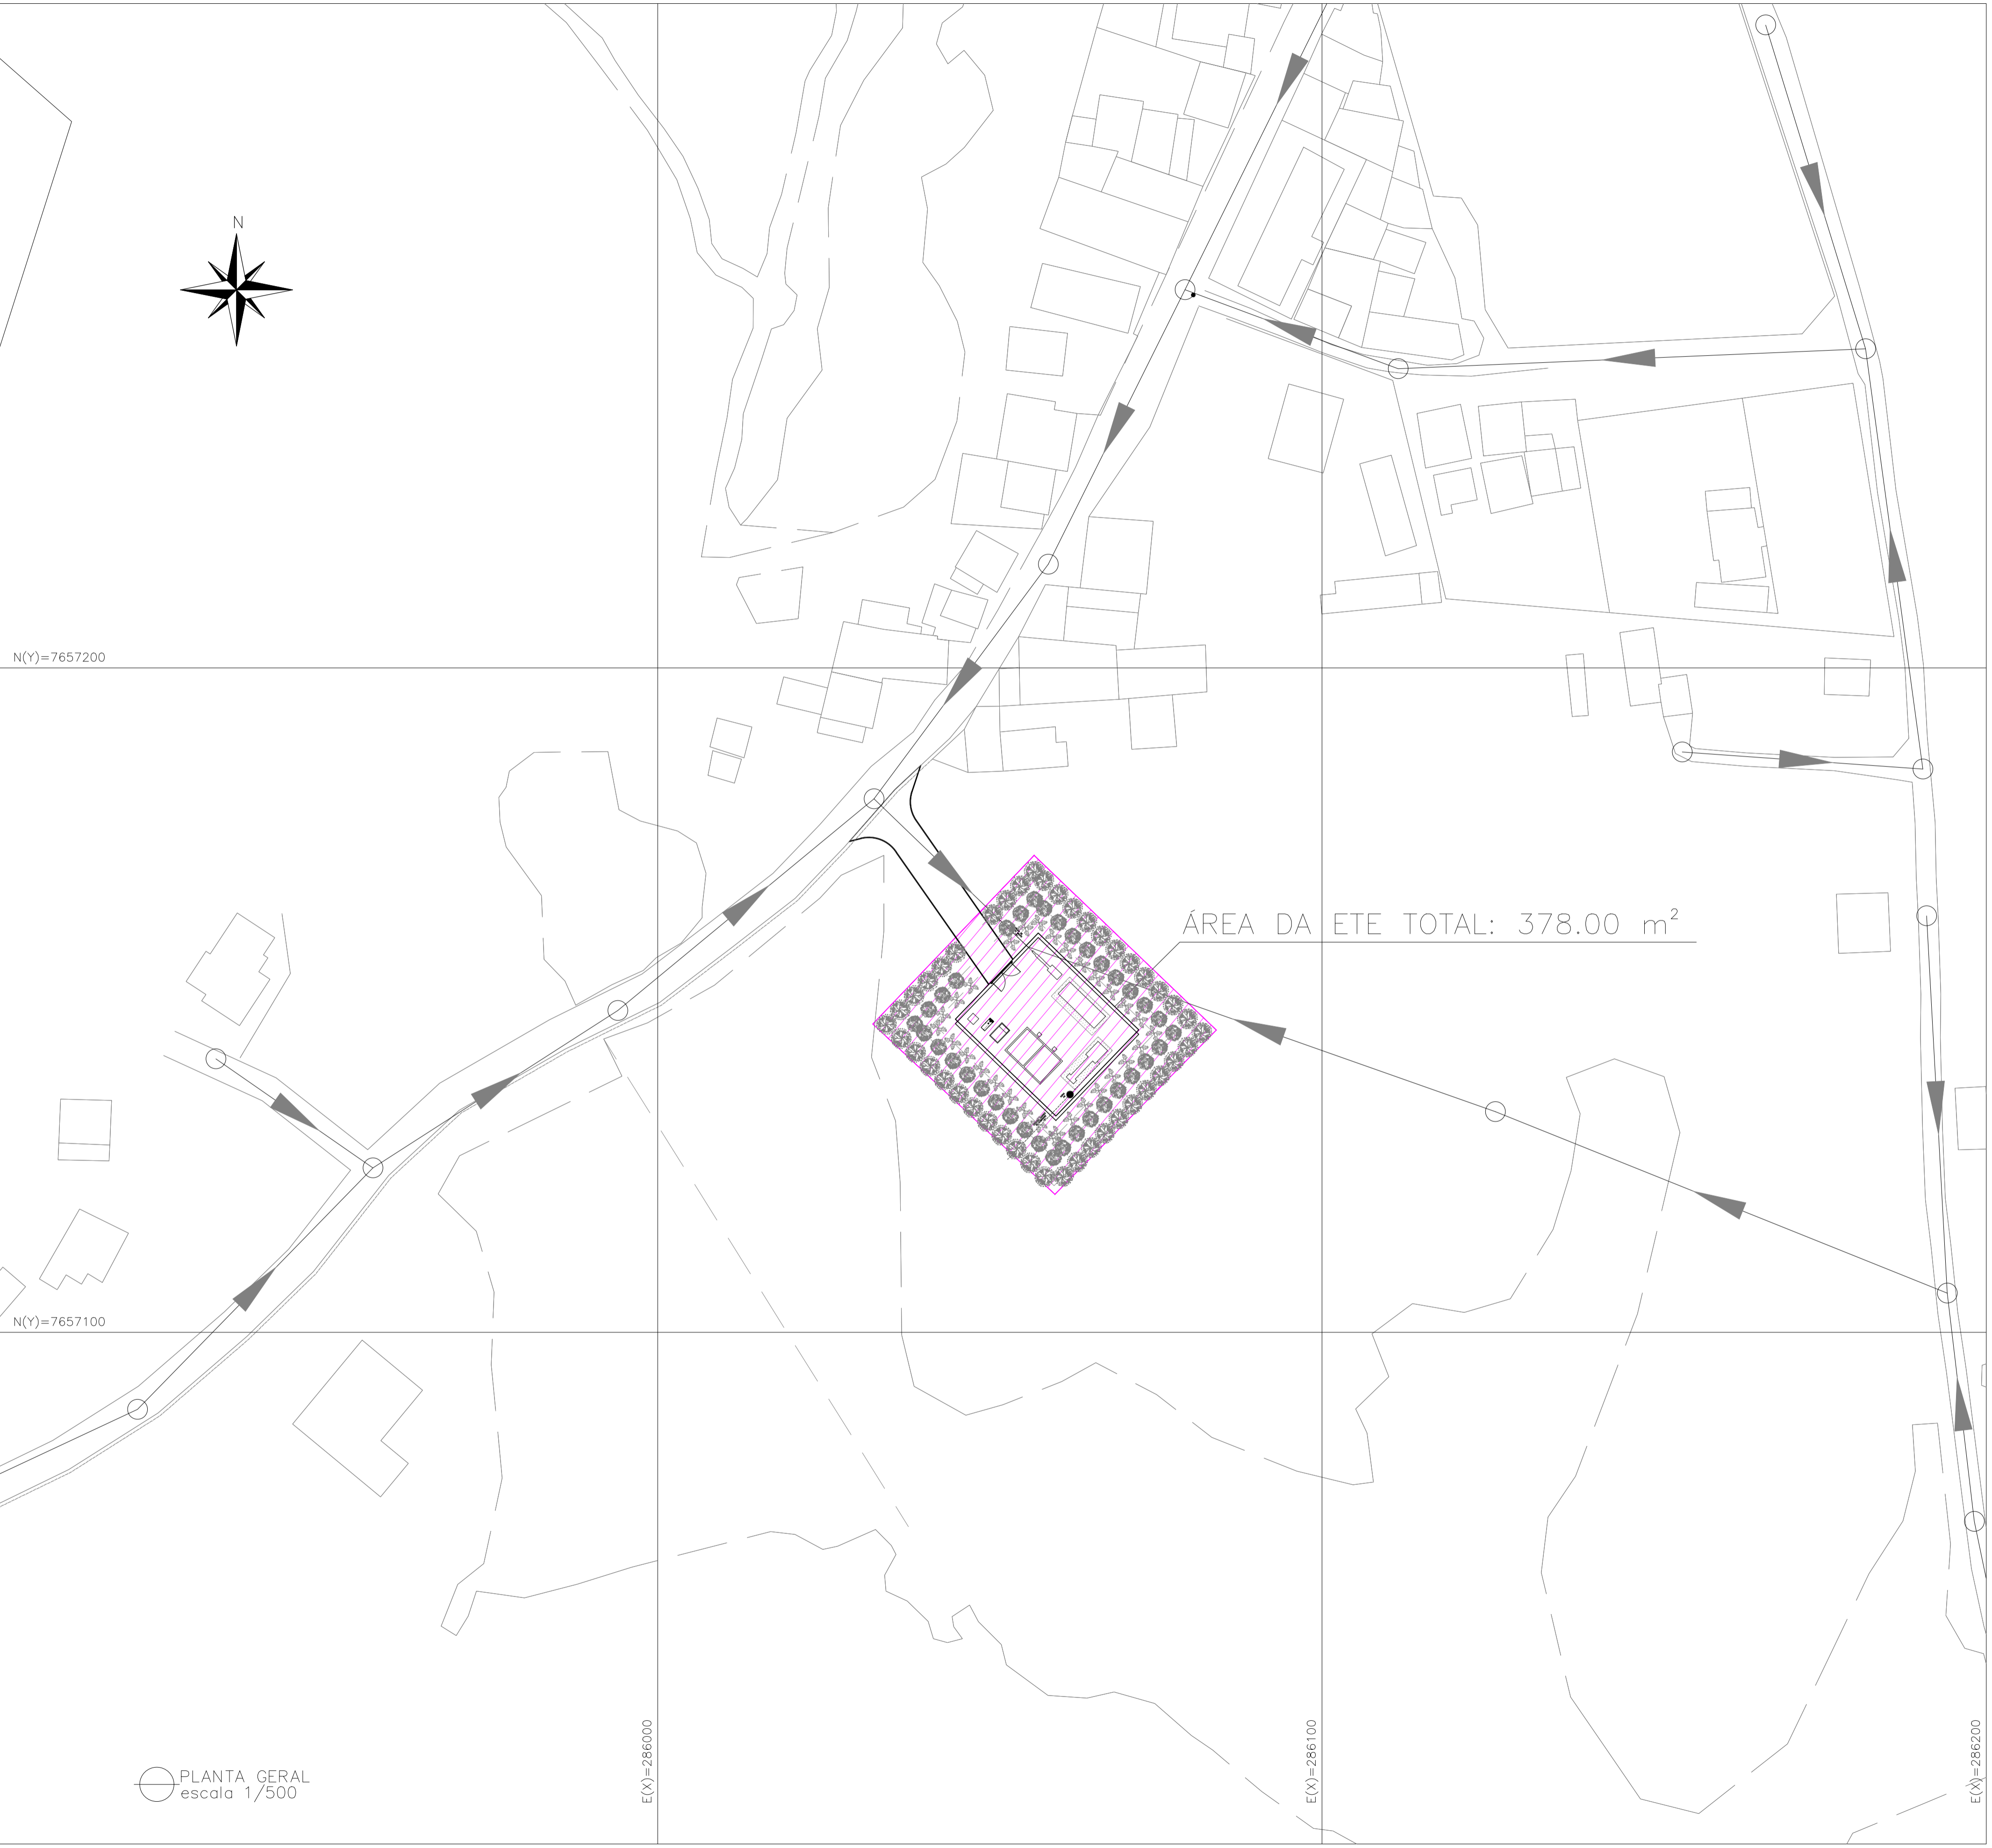 N
N(Y)=7657200
ÁREA DA ETE TOTAL: 378.00 m²
N(Y)=7657100
E(X)=286000
E(X)=286100
E(X)=286200
PLANTA GERAL
escala 1/500